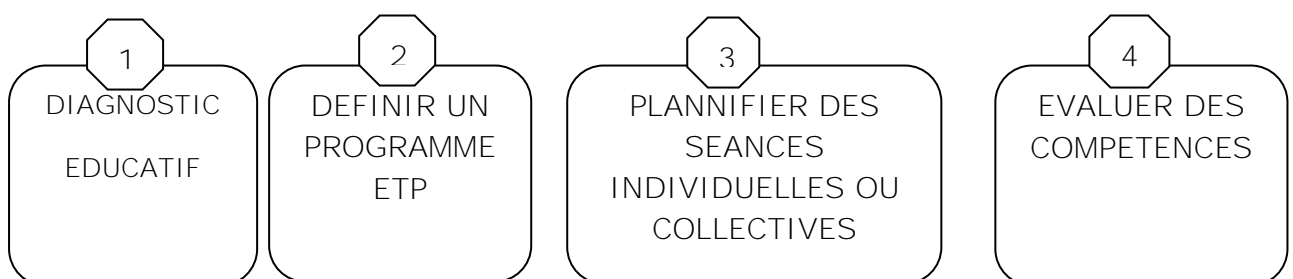 1
DIAGNOSTIC
EDUCATIF
2
DEFINIR UN
PROGRAMME
ETP
3
PLANNIFIER DES
SEANCES
INDIVIDUELLES OU
COLLECTIVES
4
EVALUER DES
COMPETENCES